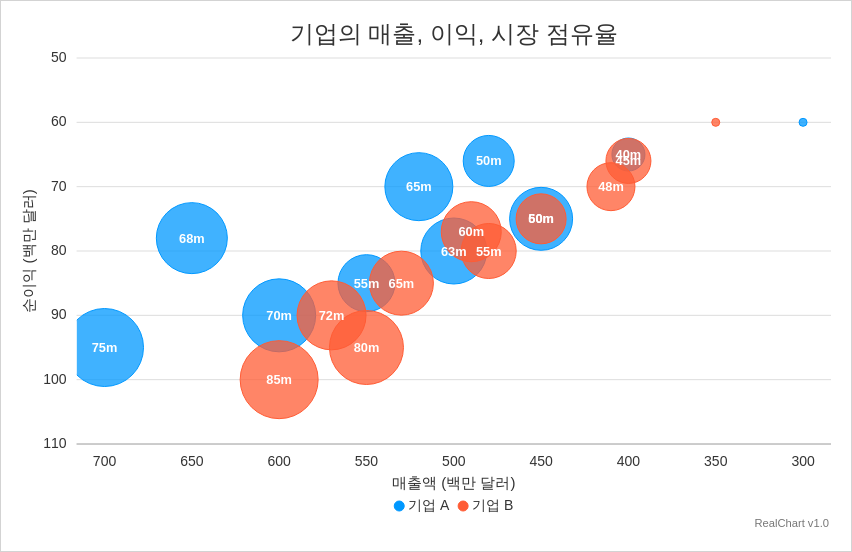 기업의 매출, 이익, 시장 점유율
50
60
70
80
90
100
110
순이익 (백만 달러)
40m
45m
50m
65m
48m
60m
60m
68m
63m
55m
55m
65m
70m
72m
75m
80m
85m
700 650 600 550 500 450 400 350 300
매출액 (백만 달러)
기업 A 기업 B
RealChart v1.0